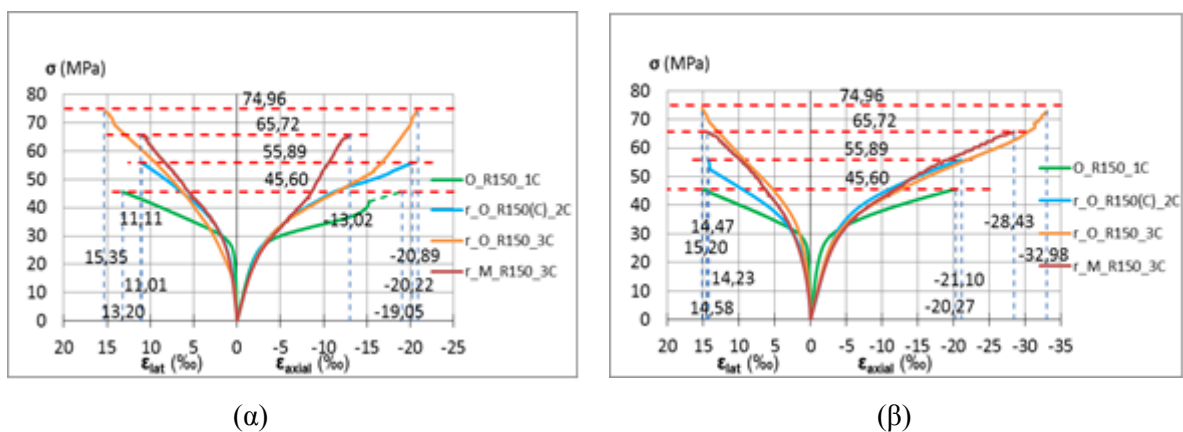 σ (MPa)
80
74,96
70
65,72
60
55,89
50
45,60
40
11,11
-13,02
30
15,35
-20,89
20
11,01
-20,22
10
13,20
-19,05
0
20 15 10 5 0 -5 -10 -15 -20 -25
εlat (‰) εaxial (‰)
O_R150_1C
r_O_R150(C)_2C
r_O_R150_3C
r_M_R150_3C
(α)
σ (MPa)
80
74,96
70
65,72
60
55,89
50
45,60
40
14,47
-28,43
30
15,20
-32,98
20
14,23
-21,10
10
14,58
-20,27
0
20 15 10 5 0 -5 -10 -15 -20 -25 -30 -35
εlat (‰) εaxial (‰)
O_R150_1C
r_O_R150(C)_2C
r_O_R150_3C
r_M_R150_3C
(β)